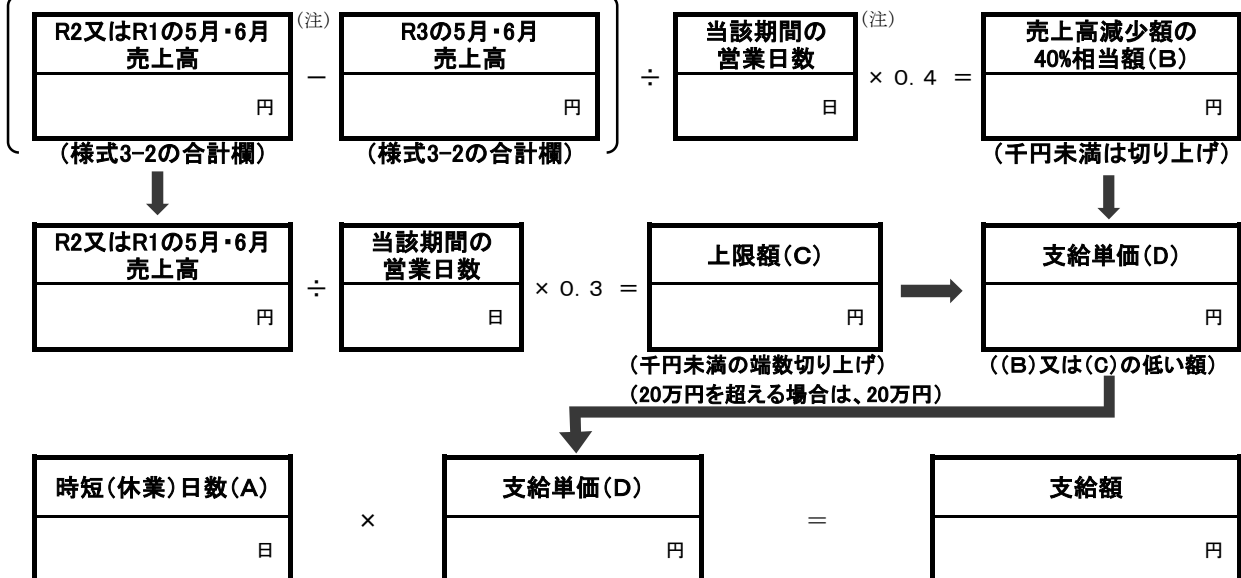 R2又はR1の5月・6月
売上高
(注)
R3の5月・6月
売上高
当該期間の
営業日数
(注)
売上高減少額の
40%相当額(B)
円
－
円
÷
日
×0.4＝
円
(様式3-2の合計欄)
(様式3-2の合計欄)
(千円未満は切り上げ)
R2又はR1の5月・6月
売上高
当該期間の
営業日数
上限額(C)
支給単価(D)
円
÷
日
×0.3＝
円
円
(千円未満の端数切り上げ)
((B)又は(C)の低い額)
(20万円を超える場合は、20万円)
時短(休業)日数(A)
支給単価(D)
支給額
日
×
円
＝
円